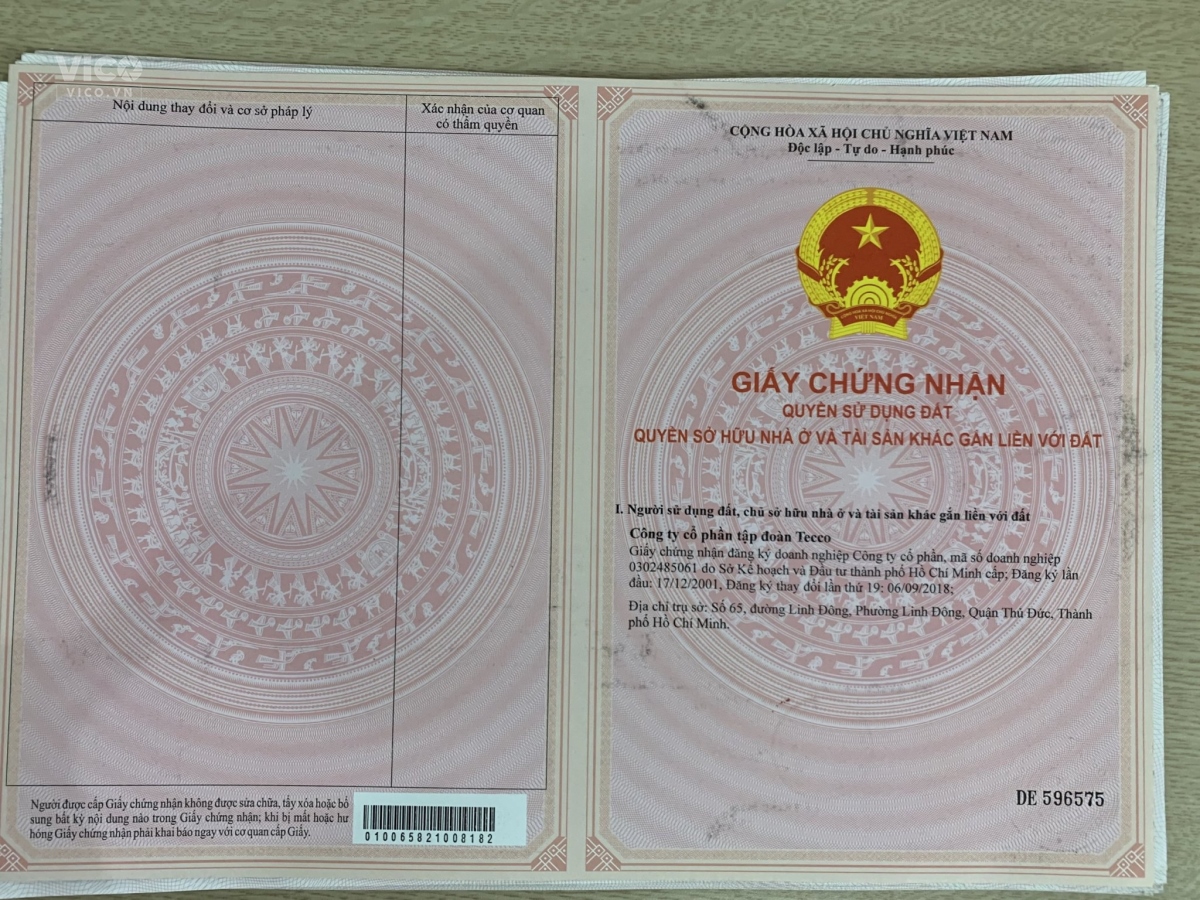 VICO
VICO.VN
Nội dung thay đổi và cơ sở pháp lý
Xác nhận của cơ quan
có thẩm quyền
Người được cấp Giấy chứng nhận không được sửa chữa, tẩy xóa hoặc bổ
sung bất kỳ nội dung nào trong Giấy chứng nhận; khi bị mất hoặc hư
hỏng Giấy chứng nhận phải khai báo ngay với cơ quan cấp Giấy.
010065821008182
CỘNG HÒA XÃ HỘI CHỦ NGHĨA VIỆT NAM
Độc lập - Tự do - Hạnh phúc
CỘNG HÒA XÃ HỘI CHỦ NGHĨA
VIỆT NAM
GIẤY CHỨNG NHẬN
QUYỀN SỬ DỤNG ĐẤT
QUYỀN SỞ HỮU NHÀ Ở VÀ TÀI SẢN KHÁC GẮN LIỀN VỚI ĐẤT
I. Người sử dụng đất, chủ sở hữu nhà ở và tài sản khác gắn liền với đất
Công ty cổ phần tập đoàn Tecco
Giấy chứng nhận đăng ký doanh nghiệp Công ty cổ phần, mã số doanh nghiệp
0302485061 do Sở Kế hoạch và Đầu tư thành phố Hồ Chí Minh cấp; Đăng ký lần
đầu: 17/12/2001, Đăng ký thay đổi lần thứ 19: 06/09/2018;
Địa chỉ trụ sở: Số 65, đường Linh Đông, Phường Linh Đông, Quận Thủ Đức, Thành
phố Hồ Chí Minh.
DE 596575